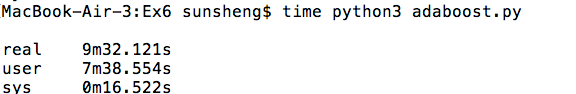 MacBook-Air-3:Ex6 sunsheng$ time python3 adaboost.py
real 9m32.121s
user 7m38.554s
sys 0m16.522s